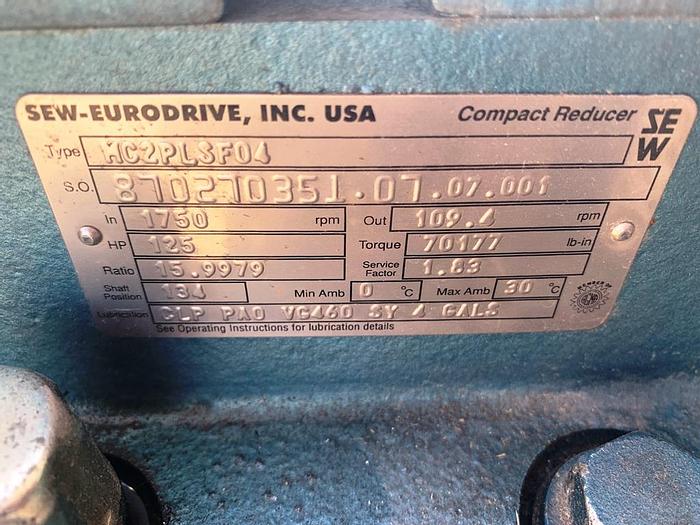 SEW-EURODRIVE, INC. USA Compact Reducer SEW
Type MC2PLSF04
S.O. 870270351.07.07.001
In 1750 rpm Out 109.4 rpm
HP 125 Torque 70177 lb-in
Ratio 15.9979 Service Factor 1.83
Shaft Position 134 Min Amb 0 °C Max Amb 30 °C
Lubrication CLP PAO VG460 SY 4 GALS
See Operating Instructions for lubrication details